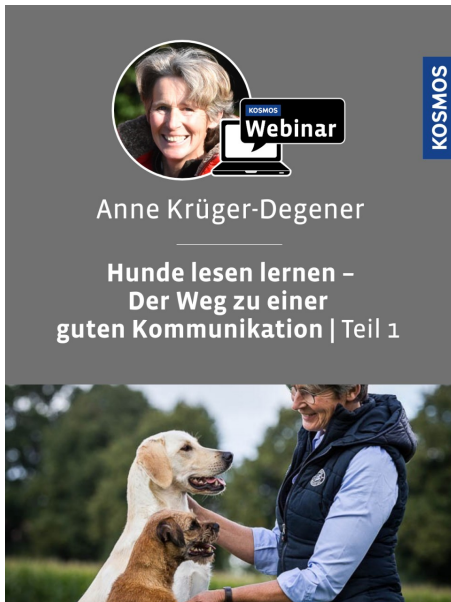 KOSMOS
KOSMOS
Webinar
Anne Krüger-Degener
Hunde lesen lernen –
Der Weg zu einer
guten Kommunikation | Teil 1